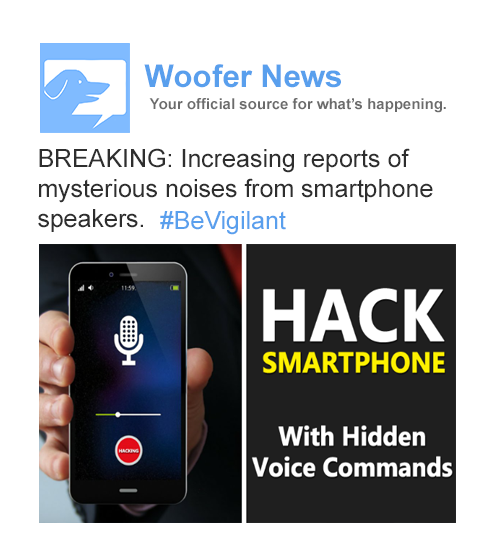 Woofer News
Your official source for what's happening.
BREAKING: Increasing reports of
mysterious noises from smartphone
speakers. #BeVigilant
11:59
HACKING
HACK
SMARTPHONE
With Hidden
Voice Commands